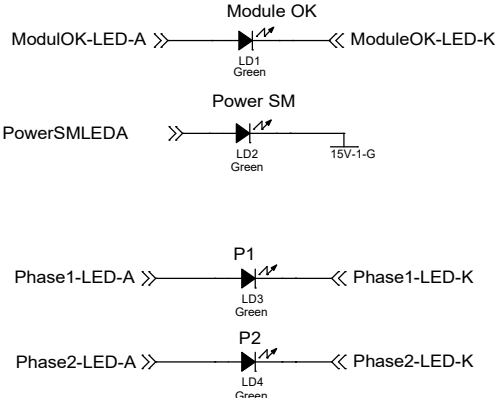 Module OK
ModulOK-LED-A ModuleOK-LED-K
LD1
Green
Power SM
PowerSMLEDA
LD2
Green
15V-1-G
P1
Phase1-LED-A Phase1-LED-K
LD3
Green
P2
Phase2-LED-A Phase2-LED-K
LD4
Green